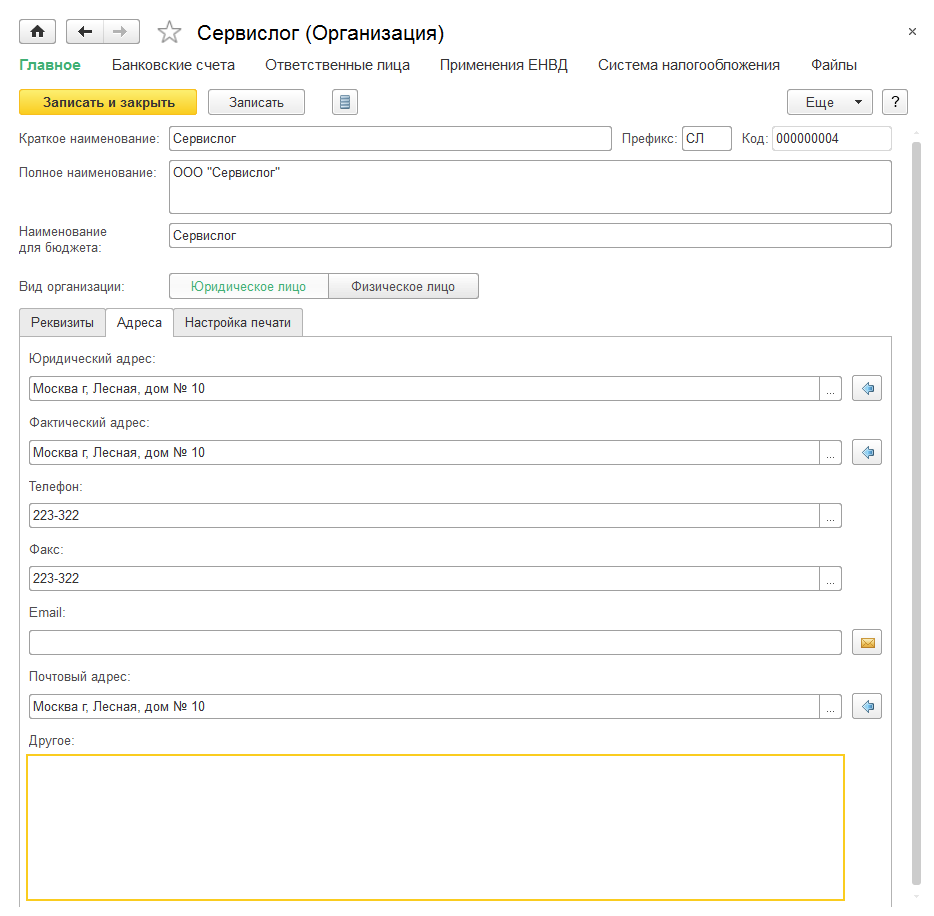 Сервислог (Организация)
Главное Банковские счета Ответственные лица Применения ЕНВД Система налогообложения Файлы
Записать и закрыть Записать Еще ?
Краткое наименование: Сервислог Префикс: СЛ Код: 000000004
Полное наименование: ООО "Сервислог"
Наименование
для бюджета: Сервислог
Вид организации: Юридическое лицо Физическое лицо
Реквизиты Адреса Настройка печати
Юридический адрес:
Москва г, Лесная, дом № 10 ...
Фактический адрес:
Москва г, Лесная, дом № 10 ...
Телефон:
223-322 ...
Факс:
223-322 ...
Email:
Почтовый адрес:
Москва г, Лесная, дом № 10 ...
Другое: